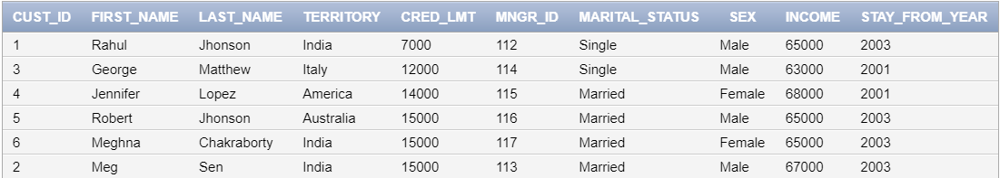 CUST_ID FIRST_NAME LAST_NAME TERRITORY CRED_LMT MNGR_ID MARITAL_STATUS SEX INCOME STAY_FROM_YEAR
1 Rahul Jhonson India 7000 112 Single Male 65000 2003
3 George Matthew Italy 12000 114 Single Male 63000 2001
4 Jennifer Lopez America 14000 115 Married Female 68000 2001
5 Robert Jhonson Australia 15000 116 Married Male 65000 2003
6 Meghna Chakraborty India 15000 117 Married Female 65000 2003
2 Meg Sen India 15000 113 Married Male 67000 2003